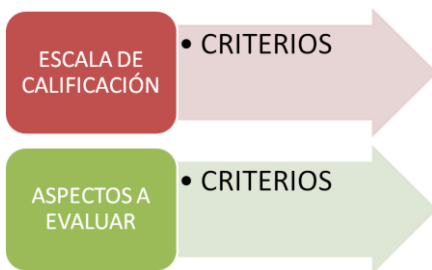 ESCALA DE
CALIFICACIÓN
• CRITERIOS
ASPECTOS A
EVALUAR
• CRITERIOS